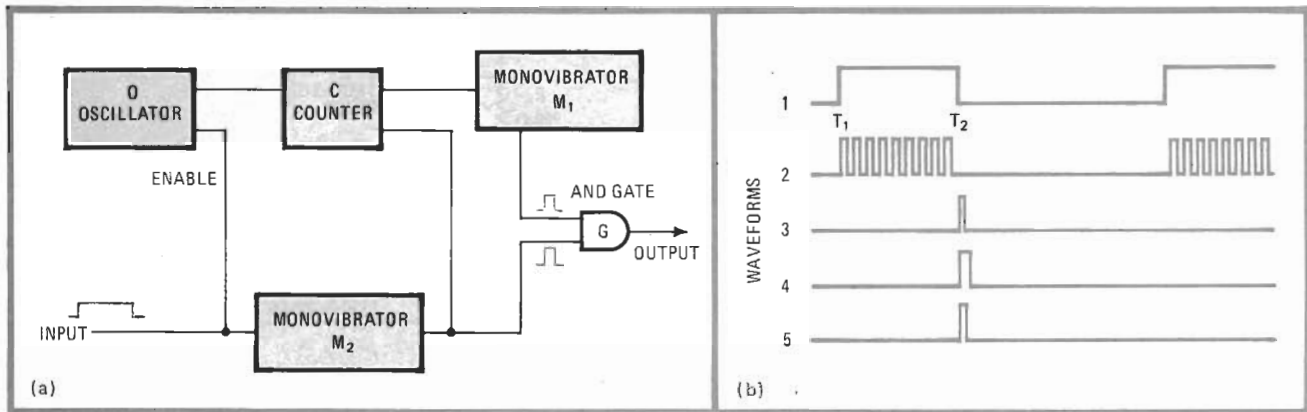 O
OSCILLATOR
C
COUNTER
MONOVIBRATOR
M₁
ENABLE
AND GATE
G
OUTPUT
INPUT
MONOVIBRATOR
M₂
(a)
WAVEFORMS
1
T₁
T₂
2
3
4
5
(b)